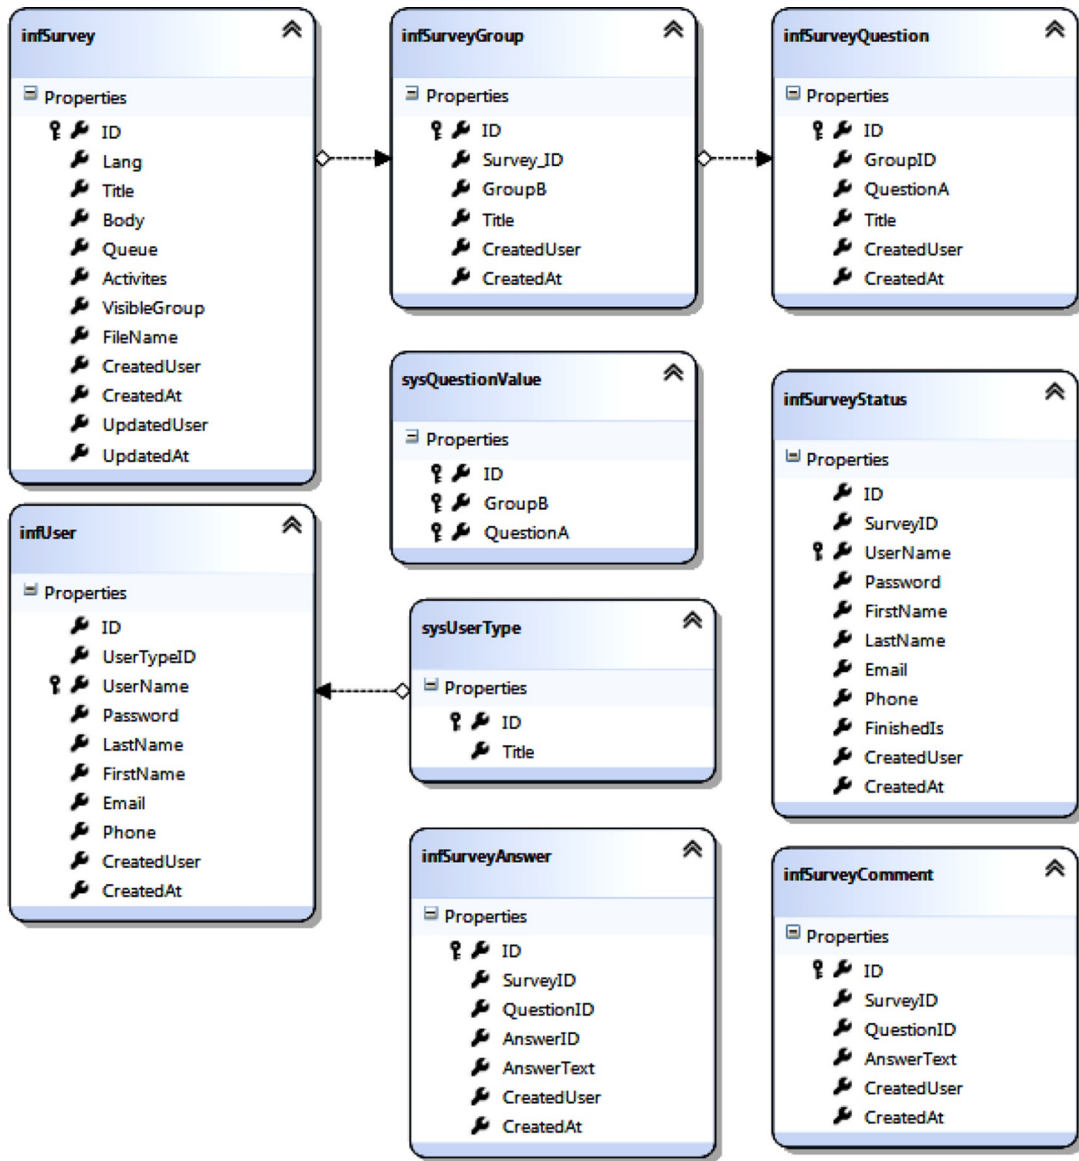 infSurvey
Properties
ID
Lang
Title
Body
Queue
Activites
VisibleGroup
FileName
CreatedUser
CreatedAt
UpdatedUser
UpdatedAt
infSurveyGroup
Properties
ID
Survey_ID
GroupB
Title
CreatedUser
CreatedAt
infSurveyQuestion
Properties
ID
GroupID
QuestionA
Title
CreatedUser
CreatedAt
sysQuestionValue
Properties
ID
GroupB
QuestionA
infSurveyStatus
Properties
ID
SurveyID
UserName
Password
FirstName
LastName
Email
Phone
FinishedIs
CreatedUser
CreatedAt
infUser
Properties
ID
UserTypeID
UserName
Password
LastName
FirstName
Email
Phone
CreatedUser
CreatedAt
sysUserType
Properties
ID
Title
infSurveyAnswer
Properties
ID
SurveyID
QuestionID
AnswerID
AnswerText
CreatedUser
CreatedAt
infSurveyComment
Properties
ID
SurveyID
QuestionID
AnswerText
CreatedUser
CreatedAt